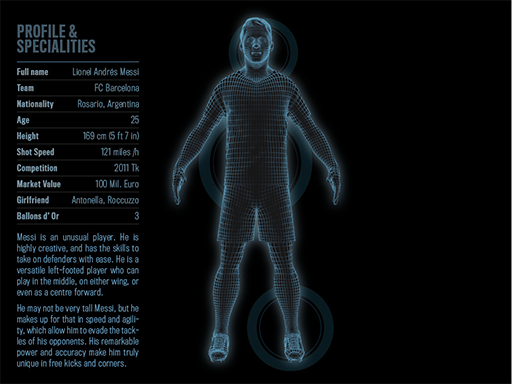 PROFILE &
SPECIALITIES
Full name Lionel Andrés Messi
Team FC Barcelona
Nationality Rosario, Argentina
Age 25
Height 169 cm (5 ft 7 in)
Shot Speed 121 miles /h
Competition 2011 Tk
Market Value 100 Mil. Euro
Girlfriend Antonella, Roccuzzo
Ballons d' Or 3
Messi is an unusual player. He is
highly creative, and has the skills to
take on defenders with ease. He is a
versatile left-footed player who can
play in the middle, on either wing, or
even as a centre forward.
He may not be very tall Messi, but he
makes up for that in speed and agili-
ty, which allow him to evade the tack-
les of his opponents. His remarkable
power and accuracy make him truly
unique in free kicks and corners.